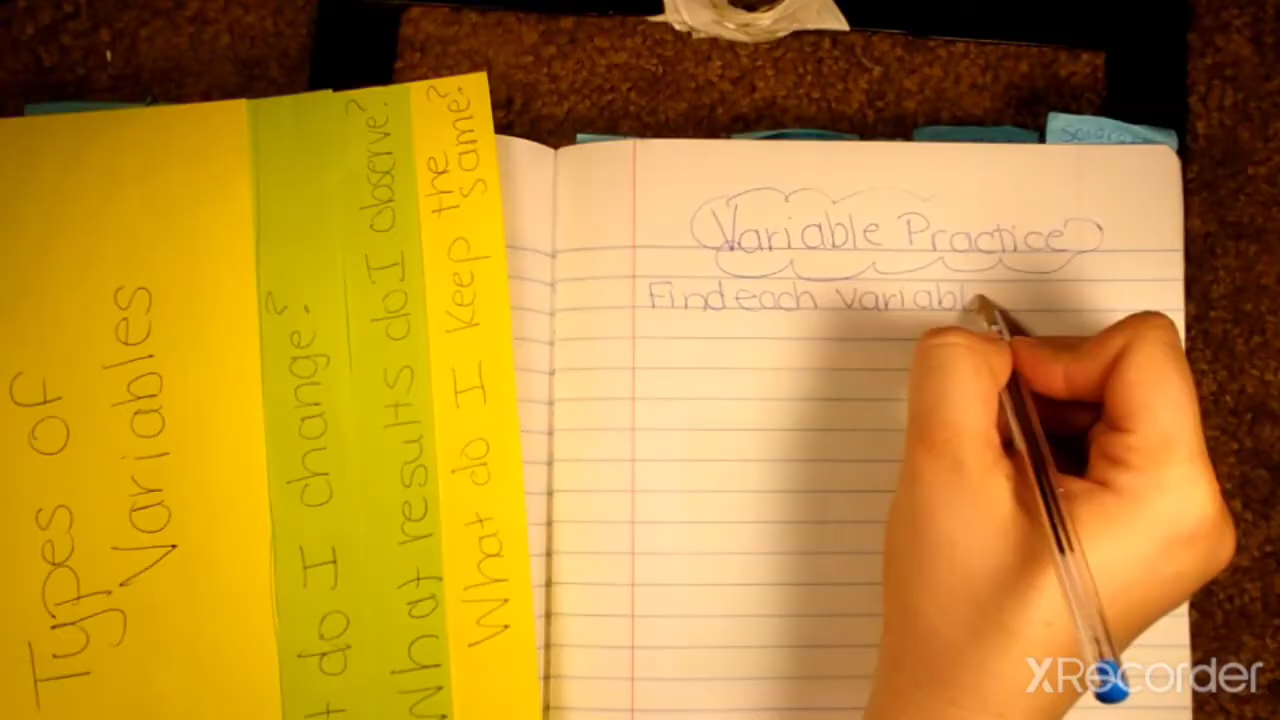 Types of
Variables
t do I change?
What results do I observe?
What do I keep the
same?
Variable Practice
Find each variabl
XRecorder